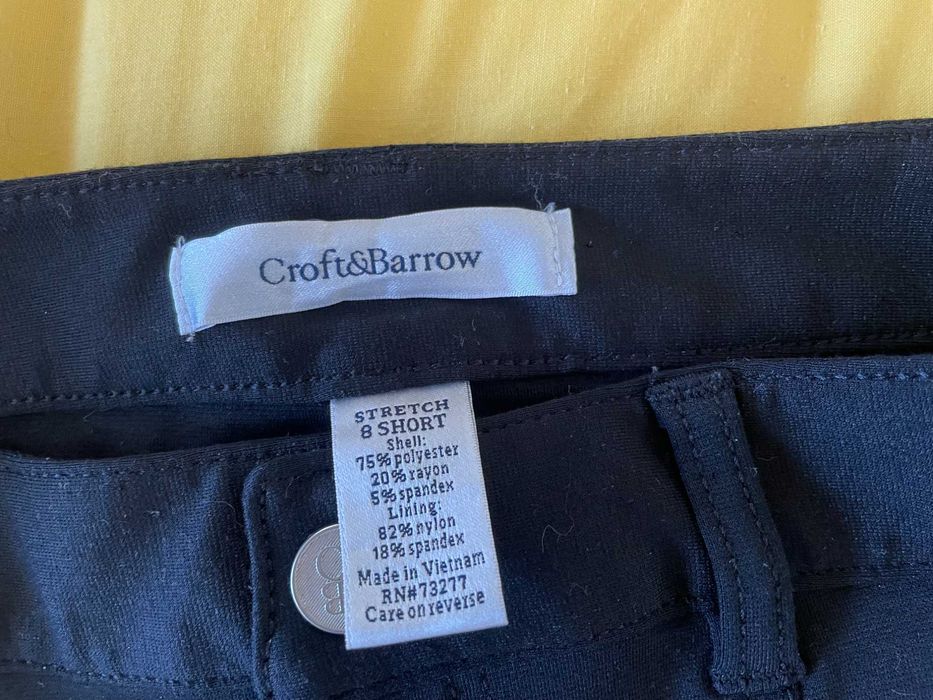 Croft&Barrow
STRETCH
8 SHORT
Shell:
75% polyester
20% rayon
5% spandex
Lining:
82% nylon
18% spandex
Made in Vietnam
RN#73277
Care on reverse